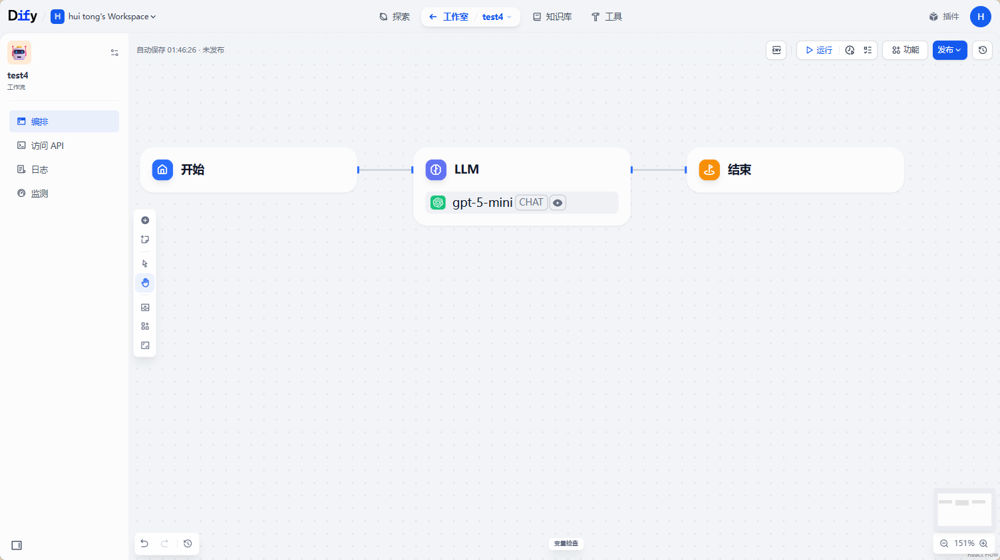 Dify / H hui tong's Workspace
探索
工作室 / test4
知识库
工具
插件
H
test4
工作流
编排
访问 API
日志
监测
自动保存 01:46:26 · 未发布
ENV
运行
功能
发布
开始
LLM
gpt-5-mini CHAT
结束
变量检查
151%
React Flow